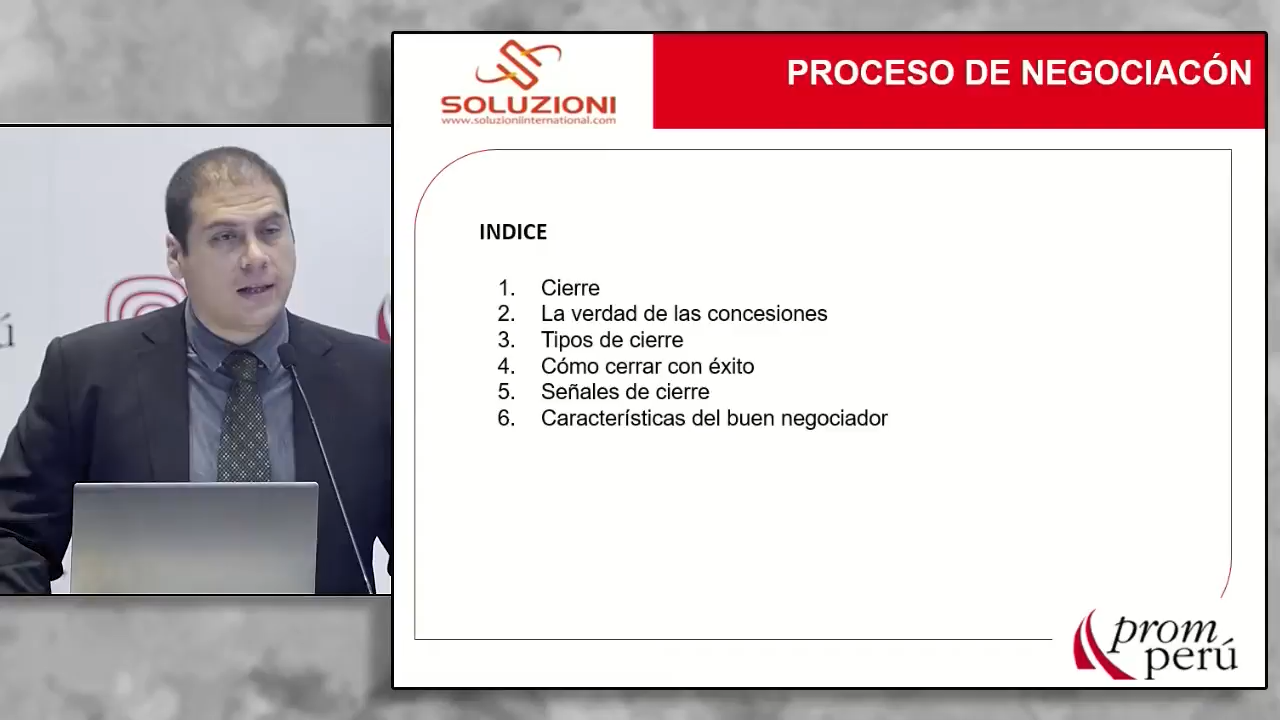 SOLUZIONI
www.soluzioniinternational.com
PROCESO DE NEGOCIACÓN
INDICE
1. Cierre
2. La verdad de las concesiones
3. Tipos de cierre
4. Cómo cerrar con éxito
5. Señales de cierre
6. Características del buen negociador
prom
perú
ú